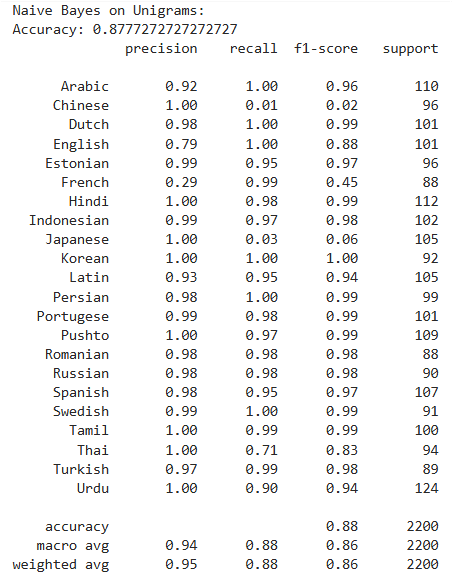 Naive Bayes on Unigrams:
Accuracy: 0.8777272727272727
precision recall f1-score support
Arabic 0.92 1.00 0.96 110
Chinese 1.00 0.01 0.02 96
Dutch 0.98 1.00 0.99 101
English 0.79 1.00 0.88 101
Estonian 0.99 0.95 0.97 96
French 0.29 0.99 0.45 88
Hindi 1.00 0.98 0.99 112
Indonesian 0.99 0.97 0.98 102
Japanese 1.00 0.03 0.06 105
Korean 1.00 1.00 1.00 92
Latin 0.93 0.95 0.94 105
Persian 0.98 1.00 0.99 99
Portugese 0.99 0.98 0.99 101
Pushto 1.00 0.97 0.99 109
Romanian 0.98 0.98 0.98 88
Russian 0.98 0.98 0.98 90
Spanish 0.98 0.95 0.97 107
Swedish 0.99 1.00 0.99 91
Tamil 1.00 0.99 0.99 100
Thai 1.00 0.71 0.83 94
Turkish 0.97 0.99 0.98 89
Urdu 1.00 0.90 0.94 124
accuracy 0.88 2200
macro avg 0.94 0.88 0.86 2200
weighted avg 0.95 0.88 0.86 2200